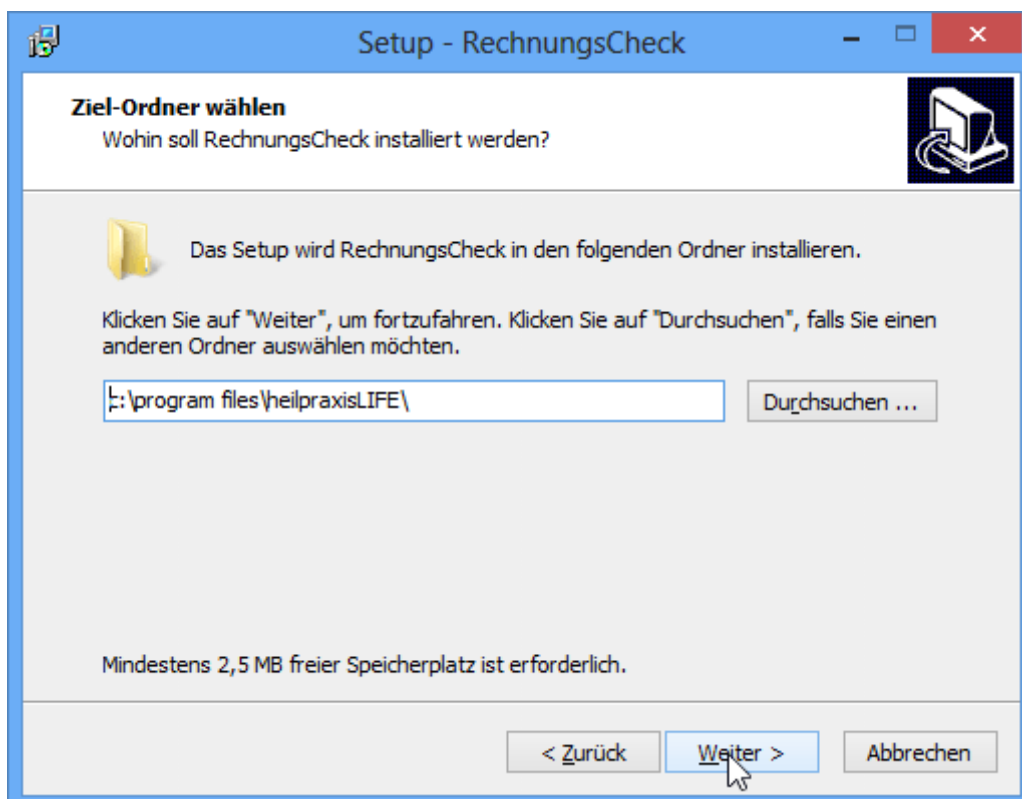 Setup - RechnungsCheck
Ziel-Ordner wählen
Wohin soll RechnungsCheck installiert werden?
Das Setup wird RechnungsCheck in den folgenden Ordner installieren.
Klicken Sie auf "Weiter", um fortzufahren. Klicken Sie auf "Durchsuchen", falls Sie einen
anderen Ordner auswählen möchten.
c:\program files\heilpraxisLIFE\
Durchsuchen ...
Mindestens 2,5 MB freier Speicherplatz ist erforderlich.
< Zurück
Weiter >
Abbrechen